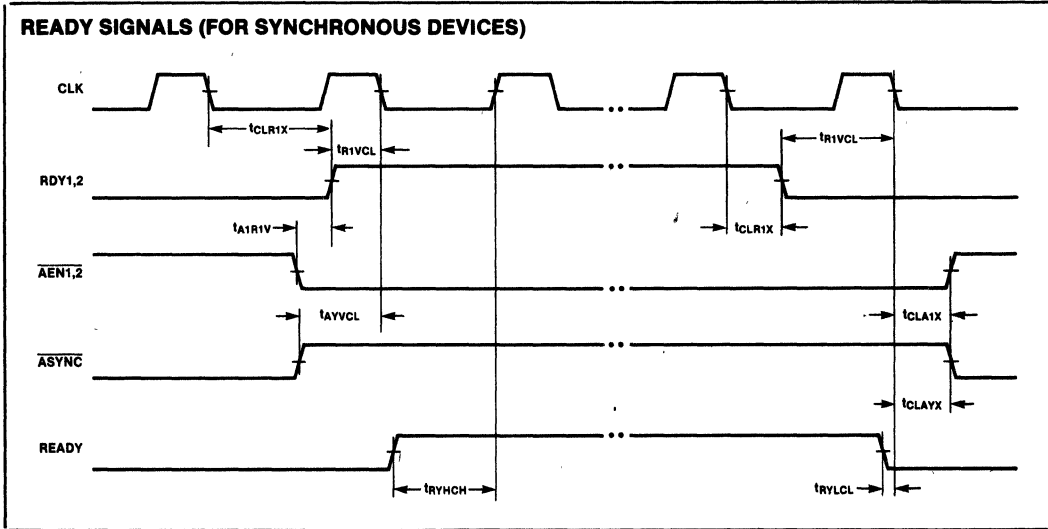 READY SIGNALS (FOR SYNCHRONOUS DEVICES)
CLK
tCLR1X
tR1VCL
tR1VCL
RDY1,2
tA1R1V
tCLR1X
AEN1,2
tAYVCL
tCLA1X
ASYNC
tCLAYX
READY
tRYHCH
tRYLCL